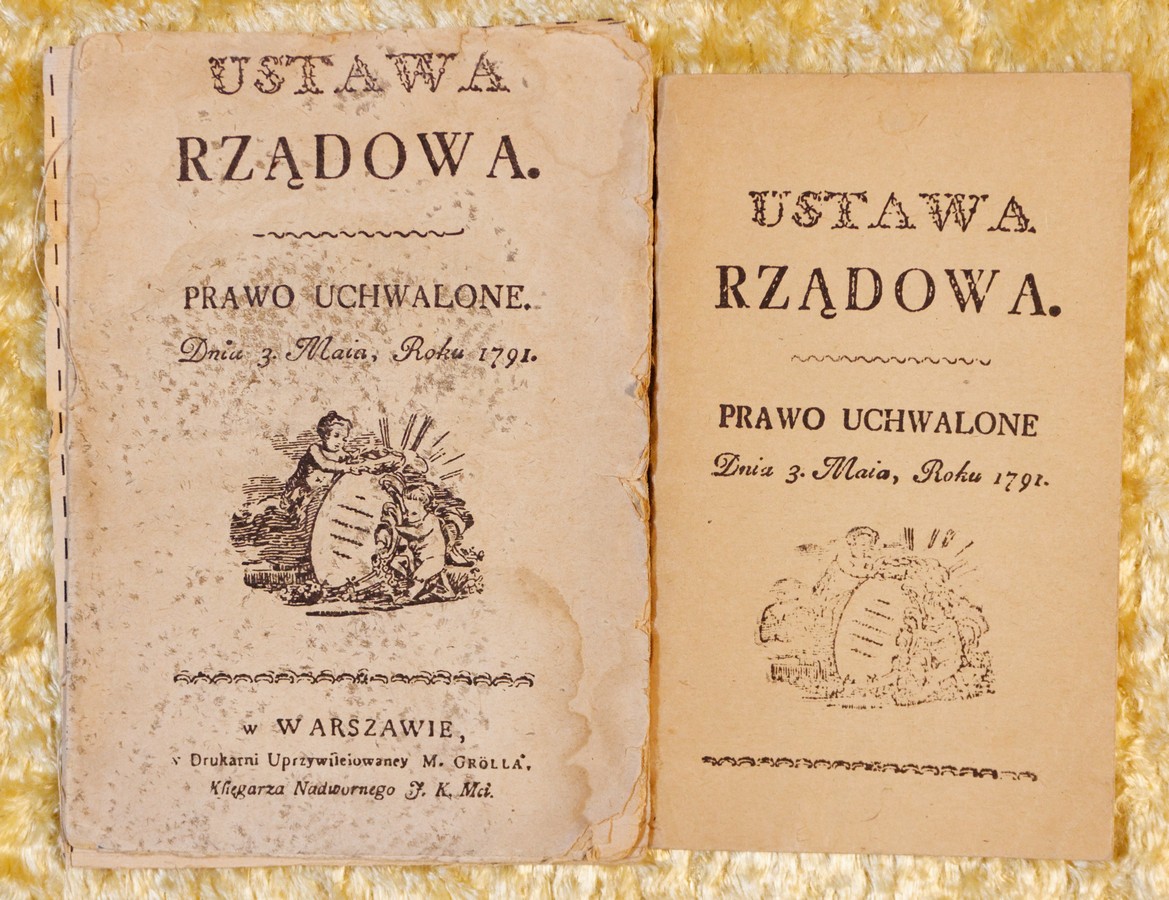 USTAWA
RZĄDOWA.
PRAWO UCHWALONE.
Dnia 3. Maia, Roku 1791.
w WARSZAWIE,
w Drukarni Uprzywileiowaney M. GRÖLLA,
Księgarza Nadwornego J. K. Mci.
USTAWA
RZĄDOWA.
PRAWO UCHWALONE
Dnia 3. Maia, Roku 1791.